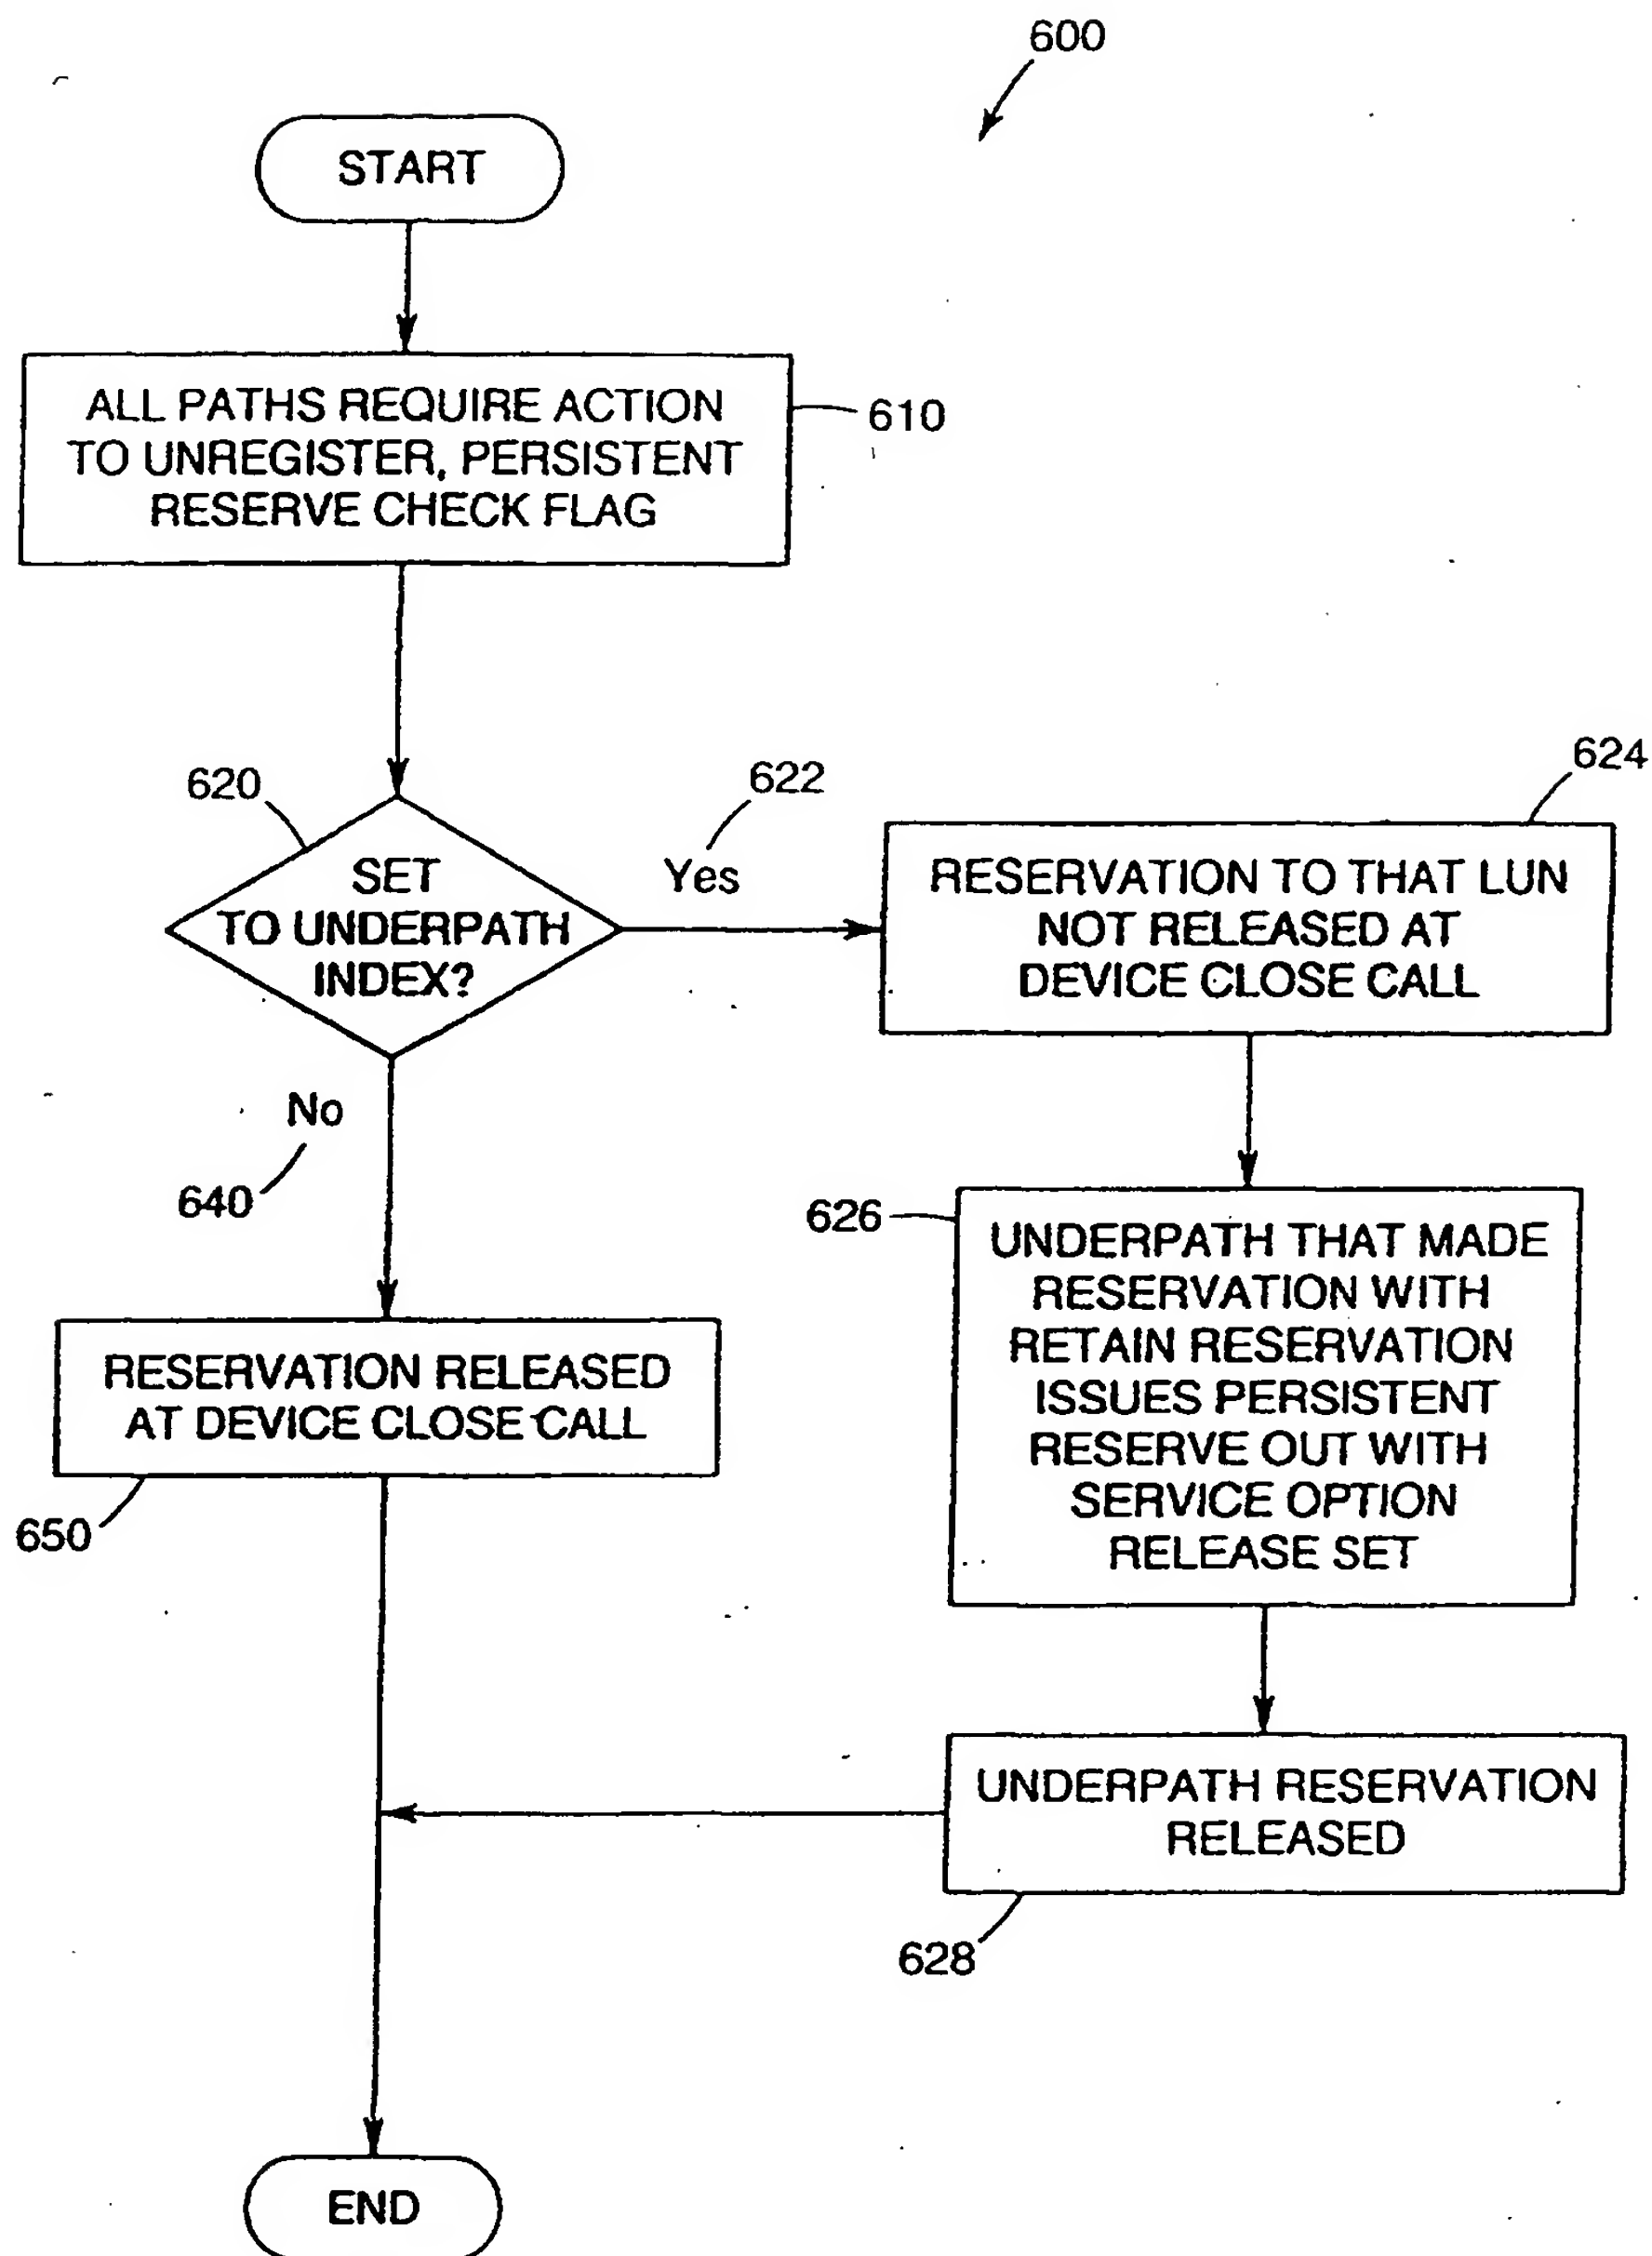 600
START
ALL PATHS REQUIRE ACTION
TO UNREGISTER, PERSISTENT
RESERVE CHECK FLAG
610
620
SET
TO UNDERPATH
INDEX?
622
Yes
624
RESERVATION TO THAT LUN
NOT RELEASED AT
DEVICE CLOSE CALL
No
640
626
UNDERPATH THAT MADE
RESERVATION WITH
RETAIN RESERVATION
ISSUES PERSISTENT
RESERVE OUT WITH
SERVICE OPTION
RELEASE SET
RESERVATION RELEASED
AT DEVICE CLOSE CALL
650
UNDERPATH RESERVATION
RELEASED
628
END